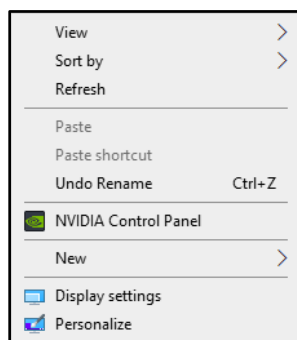 View
Sort by
Refresh
Paste
Paste shortcut
Undo Rename Ctrl+Z
NVIDIA Control Panel
New
Display settings
Personalize